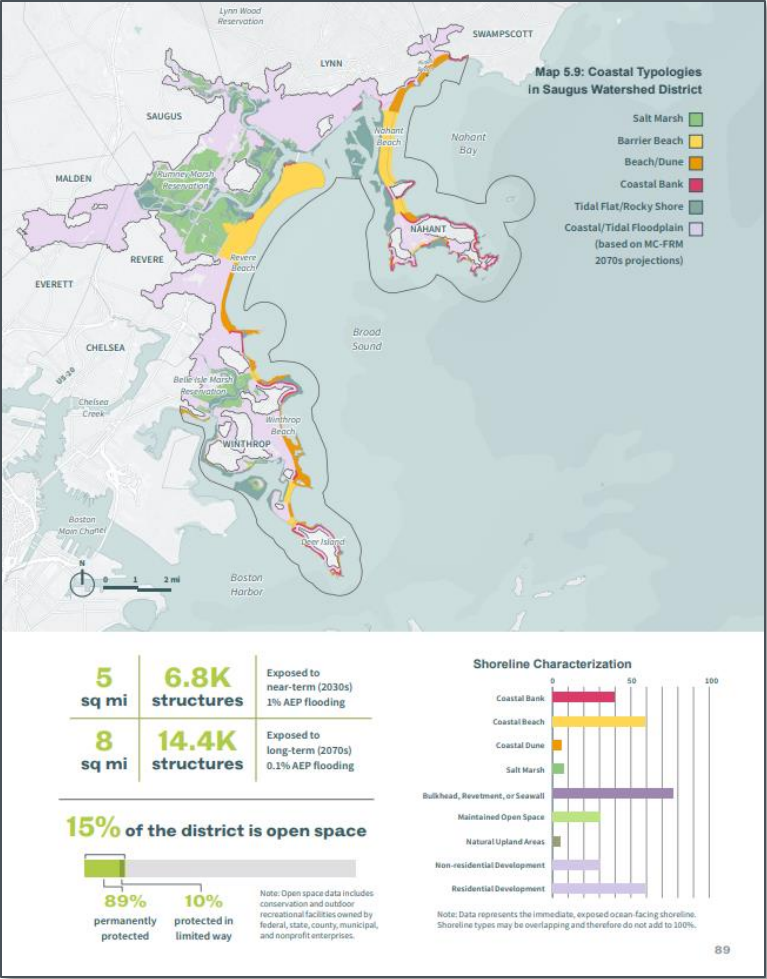 Lynn Wood
Reservation
SWAMPSCOTT
LYNN
Map 5.9: Coastal Typologies
in Saugus Watershed District
SAUGUS
Salt Marsh
Nahant
Beach
Nahant
Bay
Barrier Beach
Beach/Dune
MALDEN
Rumney Marsh
Reservation
Coastal Bank
Tidal Flat/Rocky Shore
NAHANT
Coastal/Tidal Floodplain
(based on MC-FRM
2070s projections)
REVERE
Revere
Beach
EVERETT
Broad
Sound
CHELSEA
US-20
Belle Isle Marsh
Reservation
Chelsea
Creek
Winthrop
Beach
WINTHROP
Boston
Main Channel
Deer Island
N
0 1 2 mi
Boston
Harbor
5
sq mi
6.8K
structures
Exposed to
near-term (2030s)
1% AEP flooding
8
sq mi
14.4K
structures
Exposed to
long-term (2070s)
0.1% AEP flooding
15% of the district is open space
89%
permanently
protected
10%
protected in
limited way
Note: Open space data includes
conservation and outdoor
recreational facilities owned by
federal, state, county, municipal,
and nonprofit enterprises.
Shoreline Characterization
0 50 100
Coastal Bank
Coastal Beach
Coastal Dune
Salt Marsh
Bulkhead, Revetment, or Seawall
Maintained Open Space
Natural Upland Areas
Non-residential Development
Residential Development
Note: Data represents the immediate, exposed ocean-facing shoreline.
Shoreline types may be overlapping and therefore do not add to 100%.
89